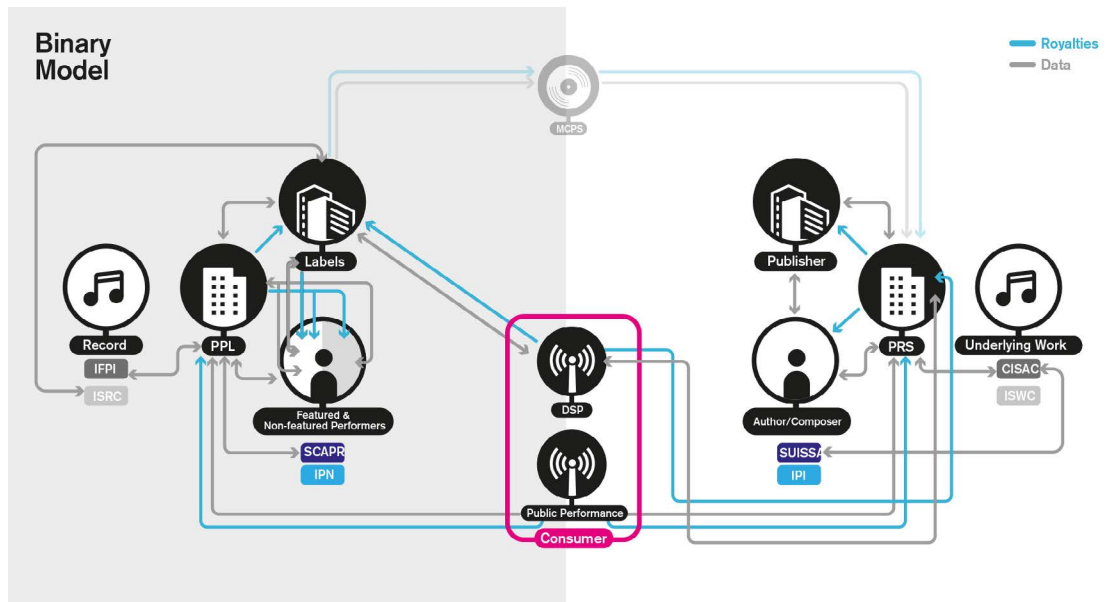 Binary
Model
Royalties
Data
MCPS
Labels
Publisher
Record
PPL
PRS
Underlying Work
IFPI
ISRC
CISAC
ISWC
DSP
Featured &
Non-featured Performers
Author/Composer
SCAPR
IPN
SUISSA
IPI
Public Performance
Consumer